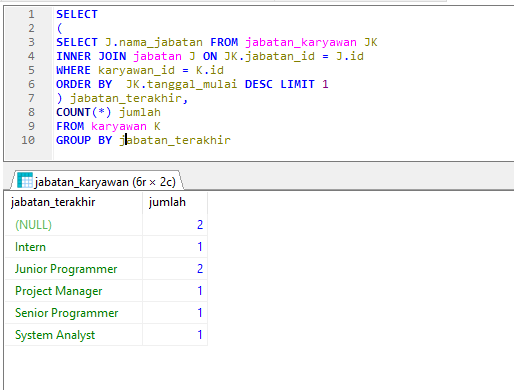 1 SELECT
2 (
3 SELECT J.nama_jabatan FROM jabatan_karyawan JK
4 INNER JOIN jabatan J ON JK.jabatan_id = J.id
5 WHERE karyawan_id = K.id
6 ORDER BY  JK.tanggal_mulai DESC LIMIT 1
7 ) jabatan_terakhir,
8 COUNT(*) jumlah
9 FROM karyawan K
10 GROUP BY jabatan_terakhir
jabatan_karyawan (6r × 2c)
jabatan_terakhir jumlah
(NULL) 2
Intern 1
Junior Programmer 2
Project Manager 1
Senior Programmer 1
System Analyst 1